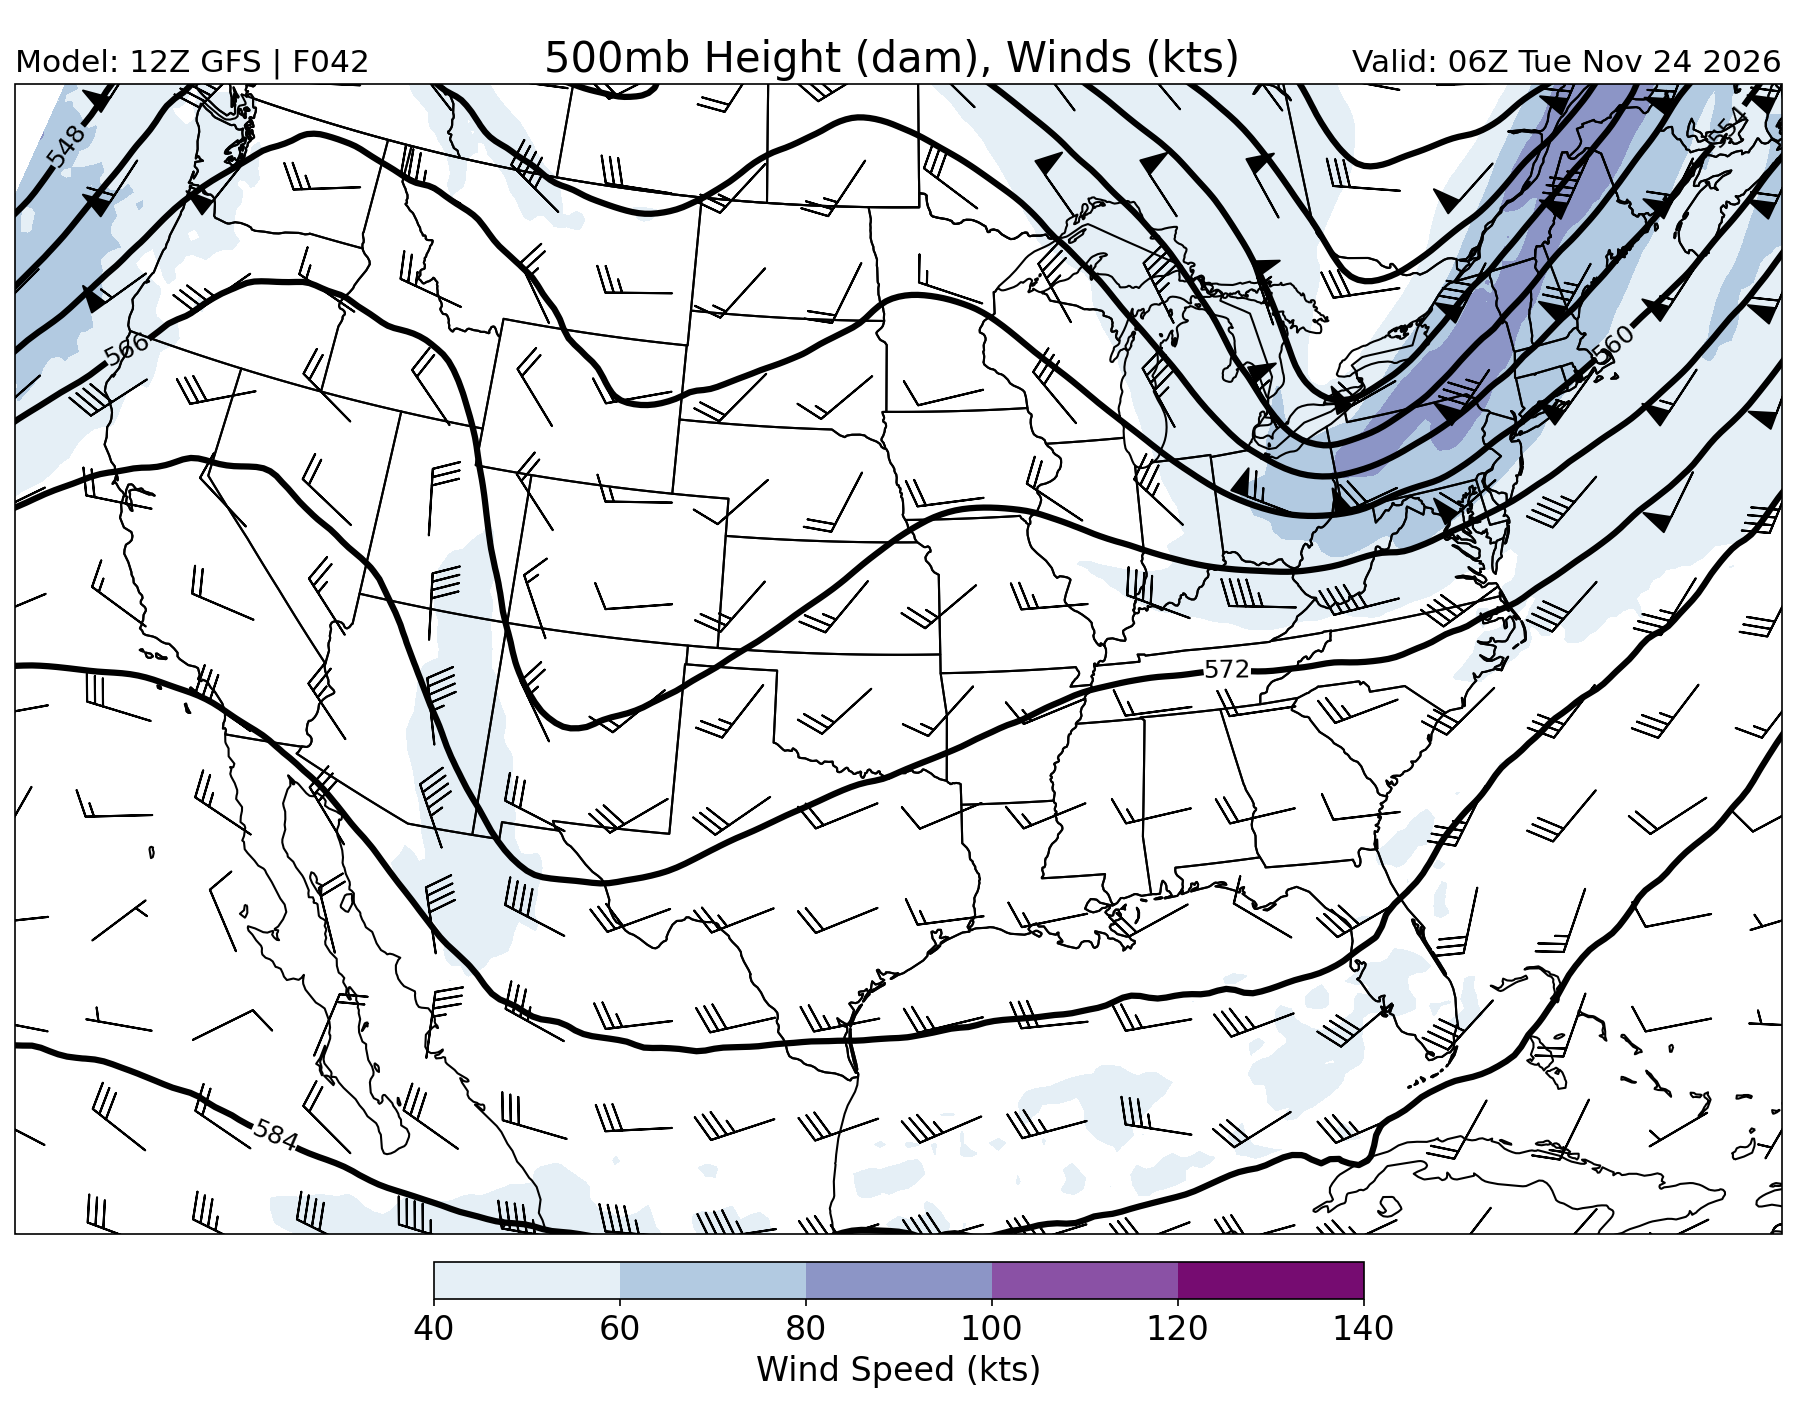 Model: 12Z GFS | F042
500mb Height (dam), Winds (kts)
Valid: 06Z Tue Nov 24 2026
548
554
566
560
572
584
40 60 80 100 120 140
Wind Speed (kts)